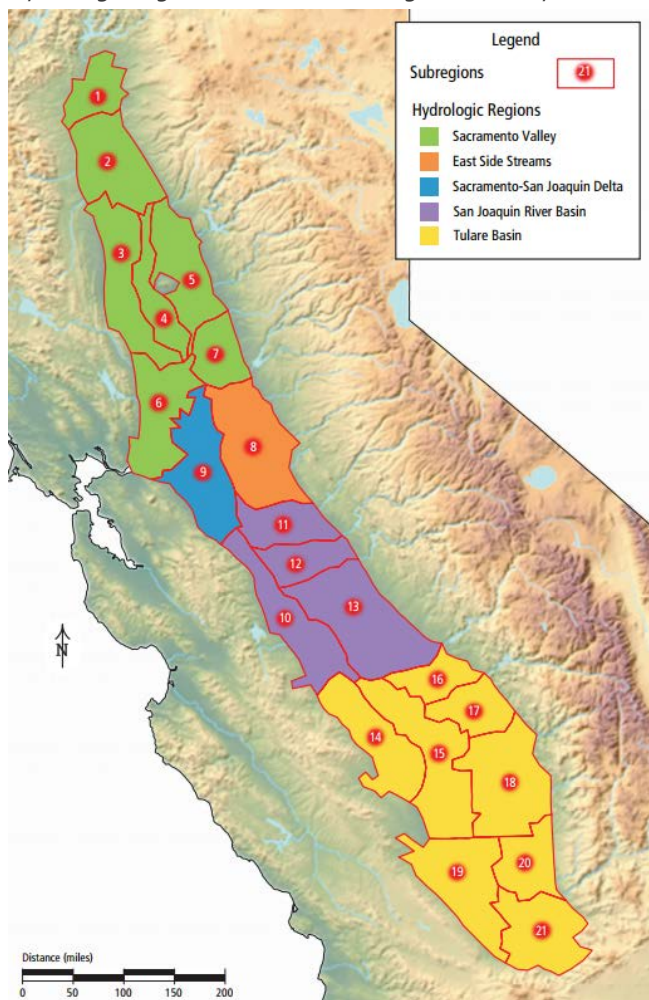 Legend
Subregions
21
Hydrologic Regions
Sacramento Valley
East Side Streams
Sacramento-San Joaquin Delta
San Joaquin River Basin
Tulare Basin
1
2
3
5
4
7
6
8
9
11
12
13
10
16
17
14
15
18
19
20
21
N
Distance (miles)
0 50 100 150 200